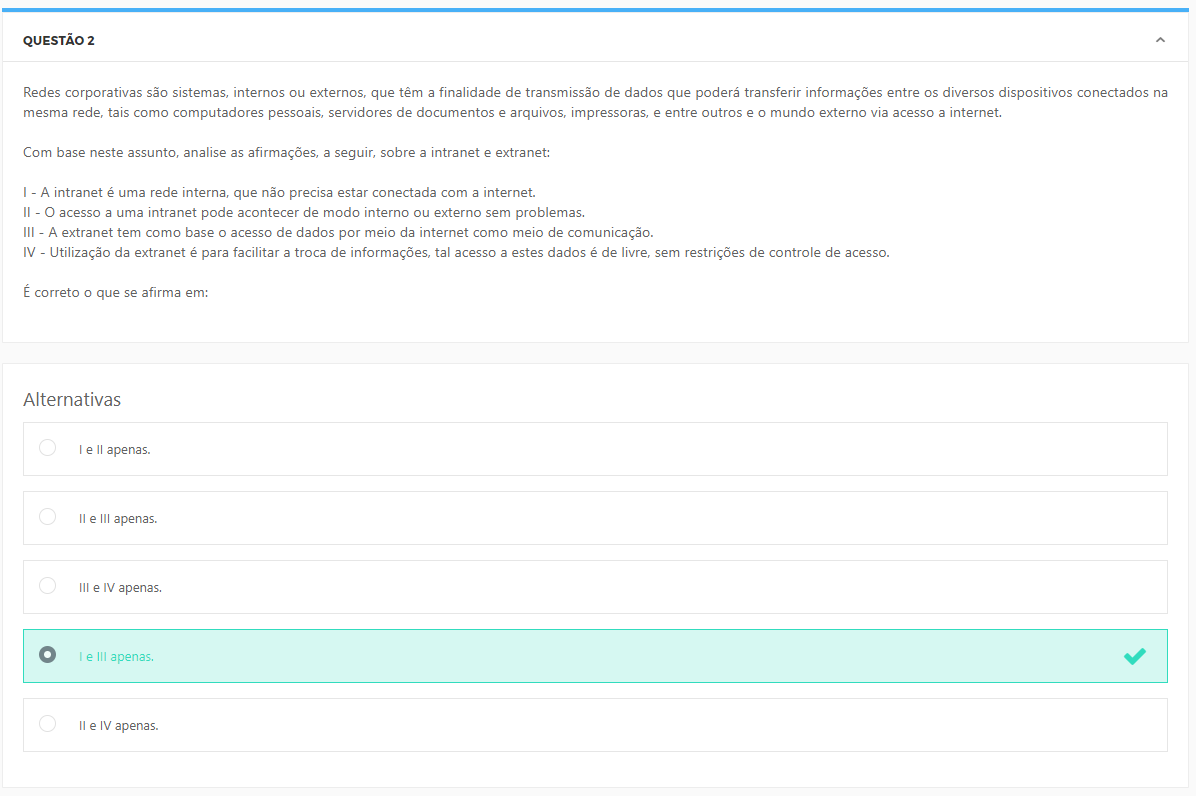 QUESTÃO 2
Redes corporativas são sistemas, internos ou externos, que têm a finalidade de transmissão de dados que poderá transferir informações entre os diversos dispositivos conectados na
mesma rede, tais como computadores pessoais, servidores de documentos e arquivos, impressoras, e entre outros e o mundo externo via acesso a internet.
Com base neste assunto, analise as afirmações, a seguir, sobre a intranet e extranet:
I - A intranet é uma rede interna, que não precisa estar conectada com a internet.
II - O acesso a uma intranet pode acontecer de modo interno ou externo sem problemas.
III - A extranet tem como base o acesso de dados por meio da internet como meio de comunicação.
IV - Utilização da extranet é para facilitar a troca de informações, tal acesso a estes dados é de livre, sem restrições de controle de acesso.
É correto o que se afirma em:
Alternativas
I e II apenas.
II e III apenas.
III e IV apenas.
I e III apenas.
II e IV apenas.